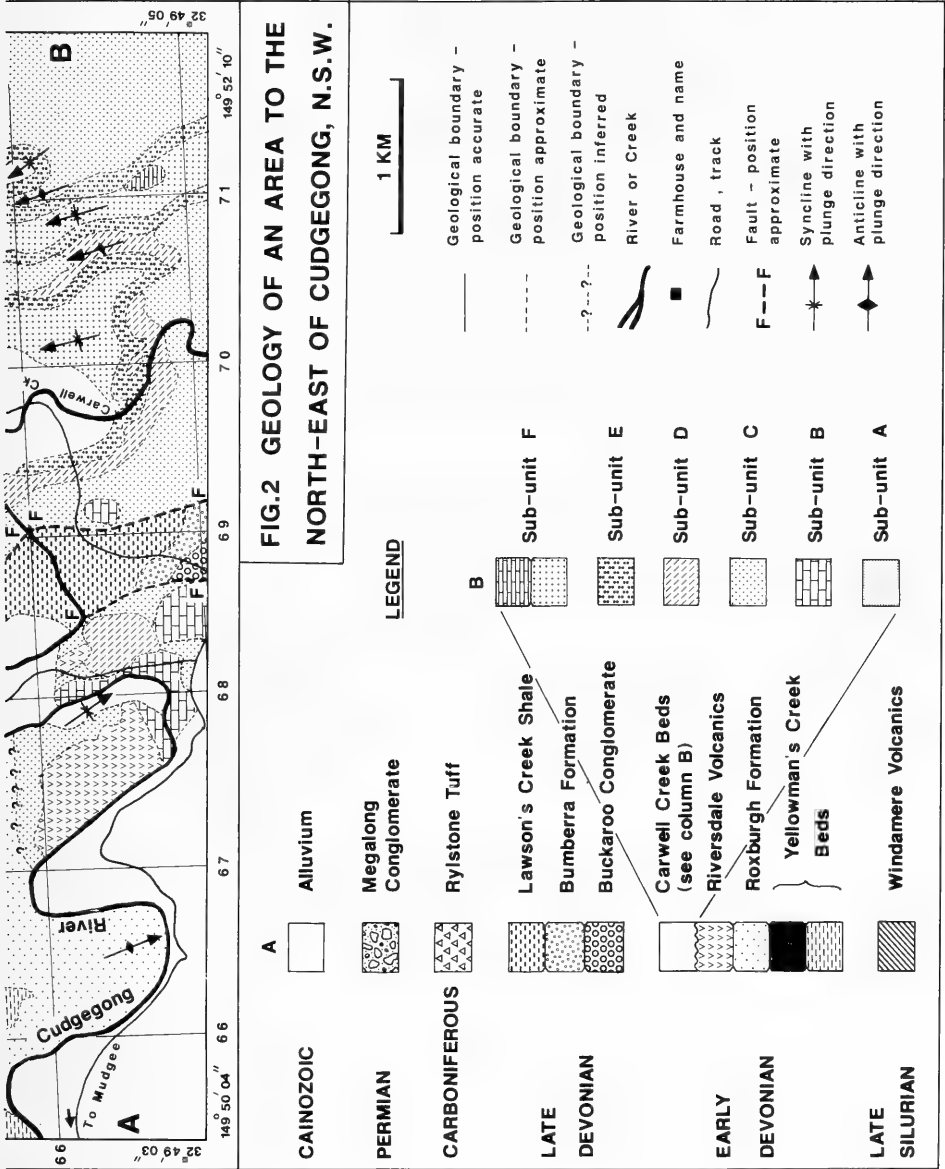 B
32° 49' 05"
149° 52' 10"
71
70
69
68
67
66
Carwell
Ck
F
F
F
F
F
?
?
?
?
?
River
Cudgegong
To Mudgee
A
149° 50' 04"
32° 49' 03"
66
FIG.2 GEOLOGY OF AN AREA TO THE
NORTH-EAST OF CUDGEGONG, N.S.W.
LEGEND
A
CAINOZOIC
Alluvium
PERMIAN
Megalong
Conglomerate
CARBONIFEROUS
Rylstone Tuff
LATE
DEVONIAN
Lawson's Creek Shale
Bumberra Formation
Buckaroo Conglomerate
EARLY
DEVONIAN
Carwell Creek Beds
(see column B)
Riversdale Volcanics
Roxburgh Formation
Yellowman's Creek
Beds
LATE
SILURIAN
Windamere Volcanics
B
Sub-unit F
Sub-unit E
Sub-unit D
Sub-unit C
Sub-unit B
Sub-unit A
1 KM
Geological boundary –
position accurate
Geological boundary –
position approximate
--?--?-- Geological boundary –
position inferred
River or Creek
Farmhouse and name
Road, track
F---F Fault – position
approximate
Syncline with
plunge direction
Anticline with
plunge direction